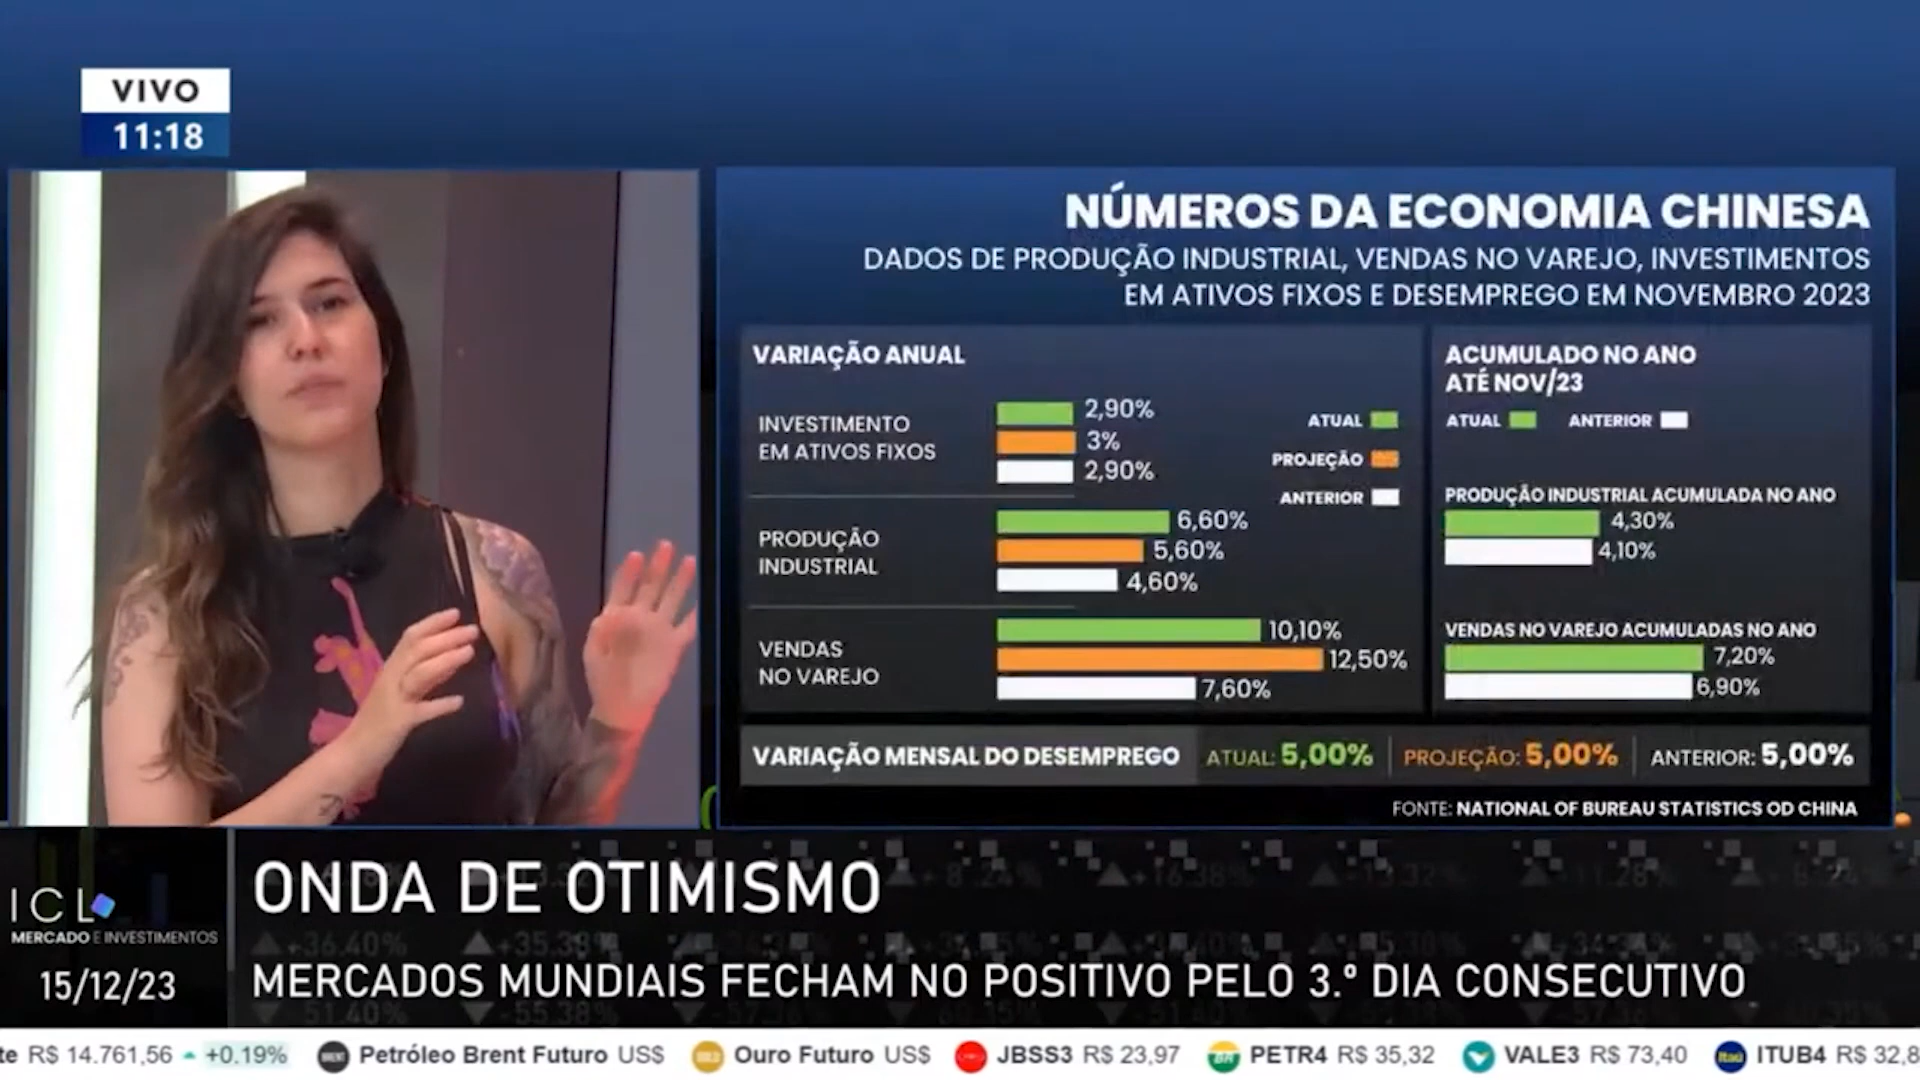 VIVO
11:18
NÚMEROS DA ECONOMIA CHINESA
DADOS DE PRODUÇÃO INDUSTRIAL, VENDAS NO VAREJO, INVESTIMENTOS
EM ATIVOS FIXOS E DESEMPREGO EM NOVEMBRO 2023
VARIAÇÃO ANUAL
INVESTIMENTO
EM ATIVOS FIXOS
2,90%
3%
2,90%
ATUAL
PROJEÇÃO
ANTERIOR
PRODUÇÃO
INDUSTRIAL
6,60%
5,60%
4,60%
VENDAS
NO VAREJO
10,10%
12,50%
7,60%
ACUMULADO NO ANO
ATÉ NOV/23
ATUAL ANTERIOR
PRODUÇÃO INDUSTRIAL ACUMULADA NO ANO
4,30%
4,10%
VENDAS NO VAREJO ACUMULADAS NO ANO
7,20%
6,90%
VARIAÇÃO MENSAL DO DESEMPREGO ATUAL: 5,00% PROJEÇÃO: 5,00% ANTERIOR: 5,00%
FONTE: NATIONAL OF BUREAU STATISTICS OD CHINA
ICL
MERCADO E INVESTIMENTOS
15/12/23
ONDA DE OTIMISMO
MERCADOS MUNDIAIS FECHAM NO POSITIVO PELO 3.º DIA CONSECUTIVO
te R$ 14.761,56 +0.19% Petróleo Brent Futuro US$ Ouro Futuro US$ JBSS3 R$ 23,97 PETR4 R$ 35,32 VALE3 R$ 73,40 ITUB4 R$ 32,8